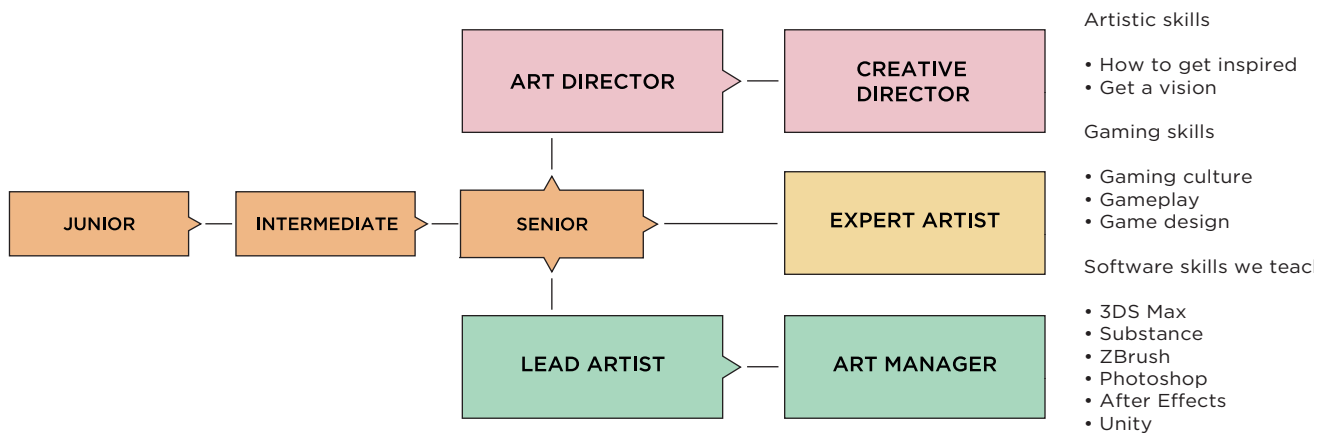 JUNIOR
INTERMEDIATE
SENIOR
ART DIRECTOR
CREATIVE
DIRECTOR
EXPERT ARTIST
LEAD ARTIST
ART MANAGER
Artistic skills
• How to get inspired
• Get a vision
Gaming skills
• Gaming culture
• Gameplay
• Game design
Software skills we
• 3DS Max
• Substance
• ZBrush
• Photoshop
• After Effects
• Unity